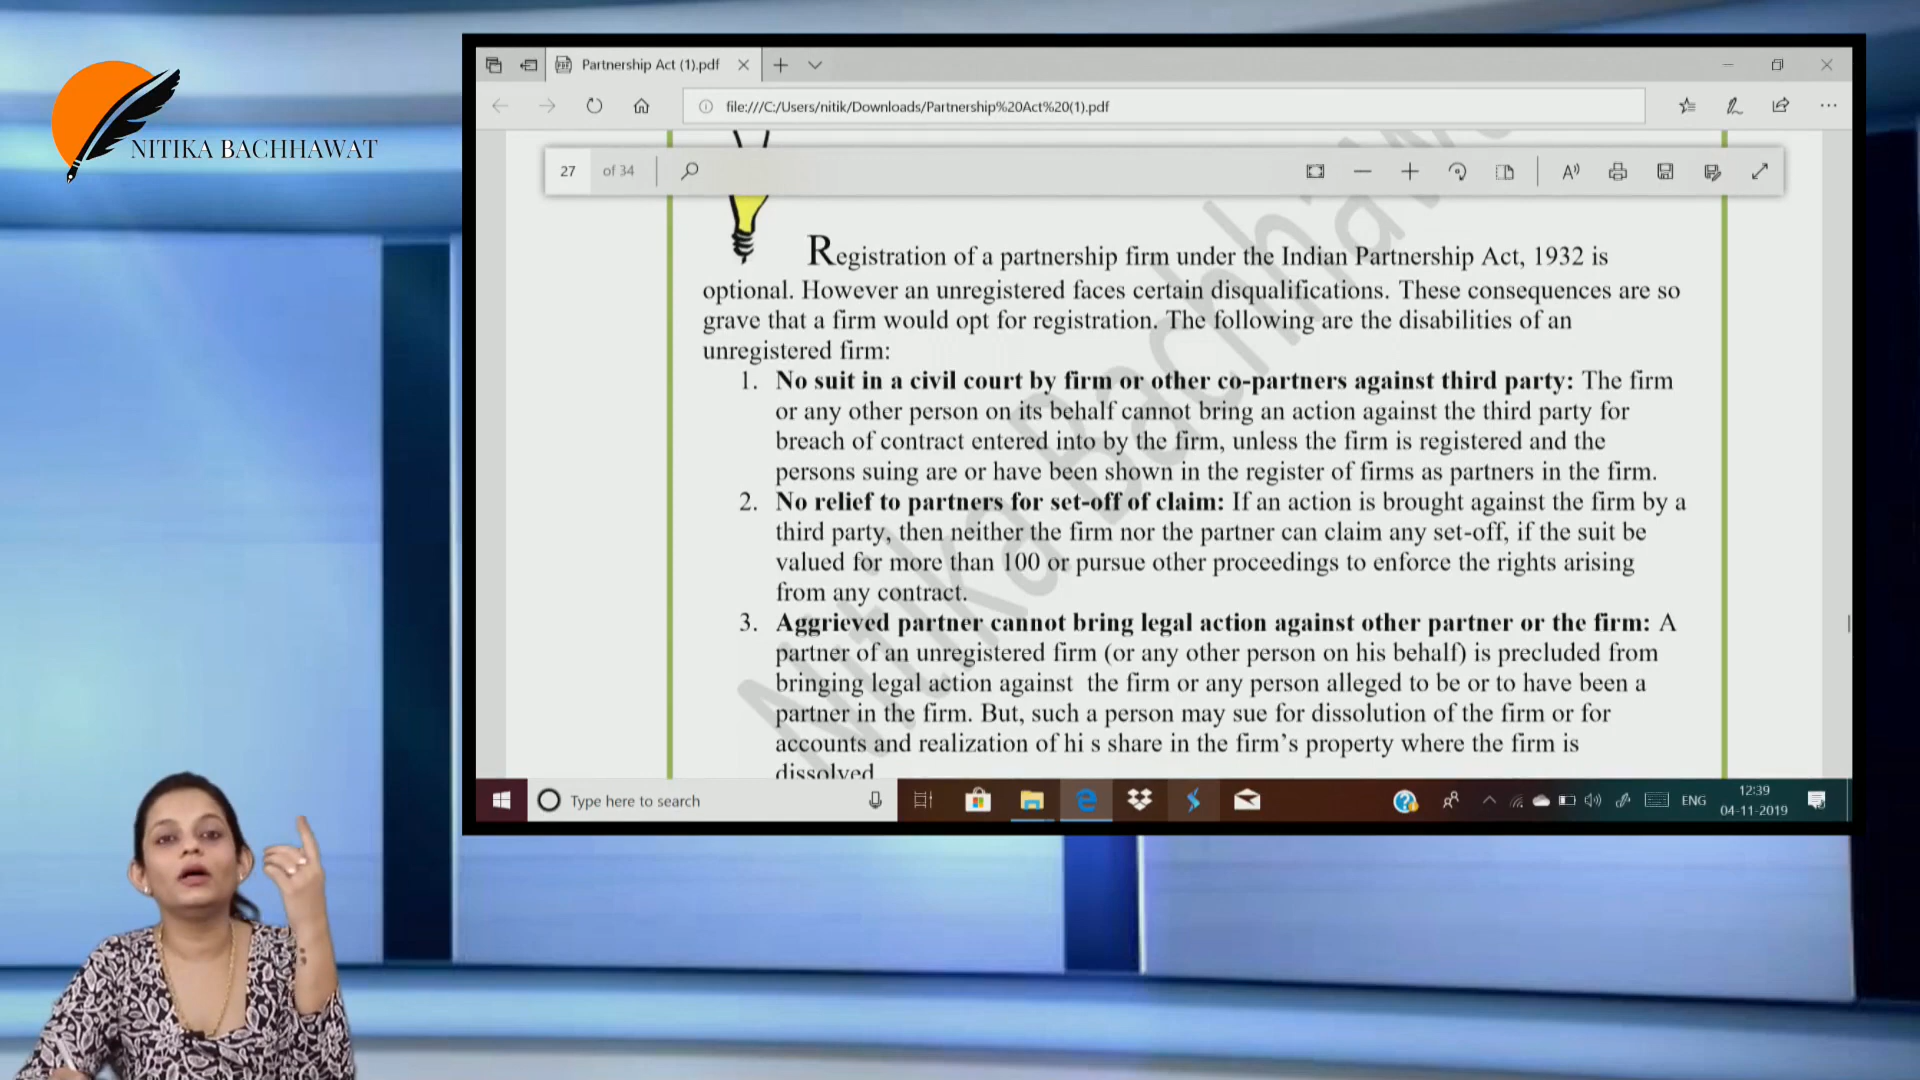 NITIKA BACHHAWAT
Partnership Act (1).pdf
file:///C:/Users/nitik/Downloads/Partnership%20Act%20(1).pdf
27 of 34
Registration of a partnership firm under the Indian Partnership Act, 1932 is
optional. However an unregistered faces certain disqualifications. These consequences are so
grave that a firm would opt for registration. The following are the disabilities of an
unregistered firm:
1. No suit in a civil court by firm or other co-partners against third party: The firm
or any other person on its behalf cannot bring an action against the third party for
breach of contract entered into by the firm, unless the firm is registered and the
persons suing are or have been shown in the register of firms as partners in the firm.
2. No relief to partners for set-off of claim: If an action is brought against the firm by a
third party, then neither the firm nor the partner can claim any set-off, if the suit be
valued for more than 100 or pursue other proceedings to enforce the rights arising
from any contract.
3. Aggrieved partner cannot bring legal action against other partner or the firm: A
partner of an unregistered firm (or any other person on his behalf) is precluded from
bringing legal action against the firm or any person alleged to be or to have been a
partner in the firm. But, such a person may sue for dissolution of the firm or for
accounts and realization of hi s share in the firm's property where the firm is
dissolved
Nitika Bachhaw
Type here to search
ENG
12:39
04-11-2019